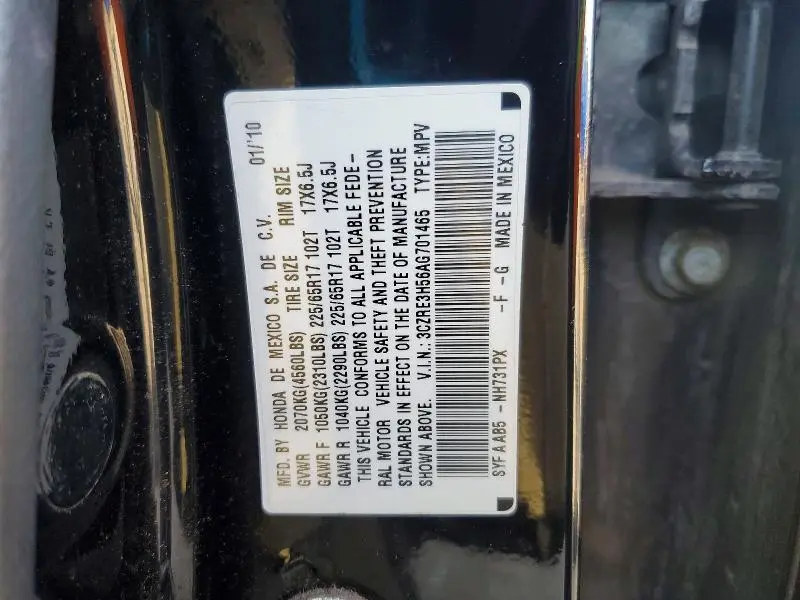 MFD. BY HONDA DE MEXICO S.A. DE C.V. 01/'10
GVWR 2070KG(4560LBS) TIRE SIZE RIM SIZE
GAWR F 1050KG(2310LBS) 225/65R17 102T 17X6.5J
GAWR R 1040KG(2290LBS) 225/65R17 102T 17X6.5J
THIS VEHICLE CONFORMS TO ALL APPLICABLE FEDE-
RAL MOTOR VEHICLE SAFETY AND THEFT PREVENTION
STANDARDS IN EFFECT ON THE DATE OF MANUFACTURE
SHOWN ABOVE. V.I.N.: 3CZRE3H56AG701465 TYPE:MPV
SYFAAB5 -NH731PX -F -G MADE IN MEXICO